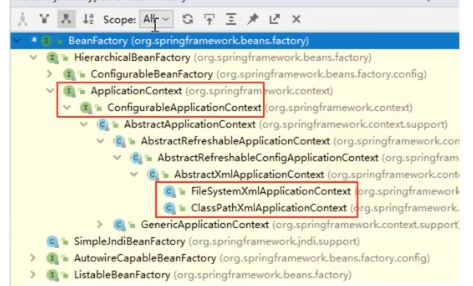 Scope: All
* BeanFactory (org.springframework.beans.factory)
HierarchicalBeanFactory (org.springframework.beans.factory)
ConfigurableBeanFactory (org.springframework.beans.factory.config)
ApplicationContext (org.springframework.context)
ConfigurableApplicationContext (org.springframework.context)
AbstractApplicationContext (org.springframework.context.support)
AbstractRefreshableApplicationContext (org.springframework.con
AbstractRefreshableConfigApplicationContext (org.springfram
AbstractXmlApplicationContext (org.springframework.contex
FileSystemXmlApplicationContext (org.springframework
ClassPathXmlApplicationContext (org.springframework.
GenericApplicationContext (org.springframework.context.support)
SimpleJndiBeanFactory (org.springframework.jndi.support)
AutowireCapableBeanFactory (org.springframework.beans.factory.config)
ListableBeanFactory (org.springframework.beans.factory)